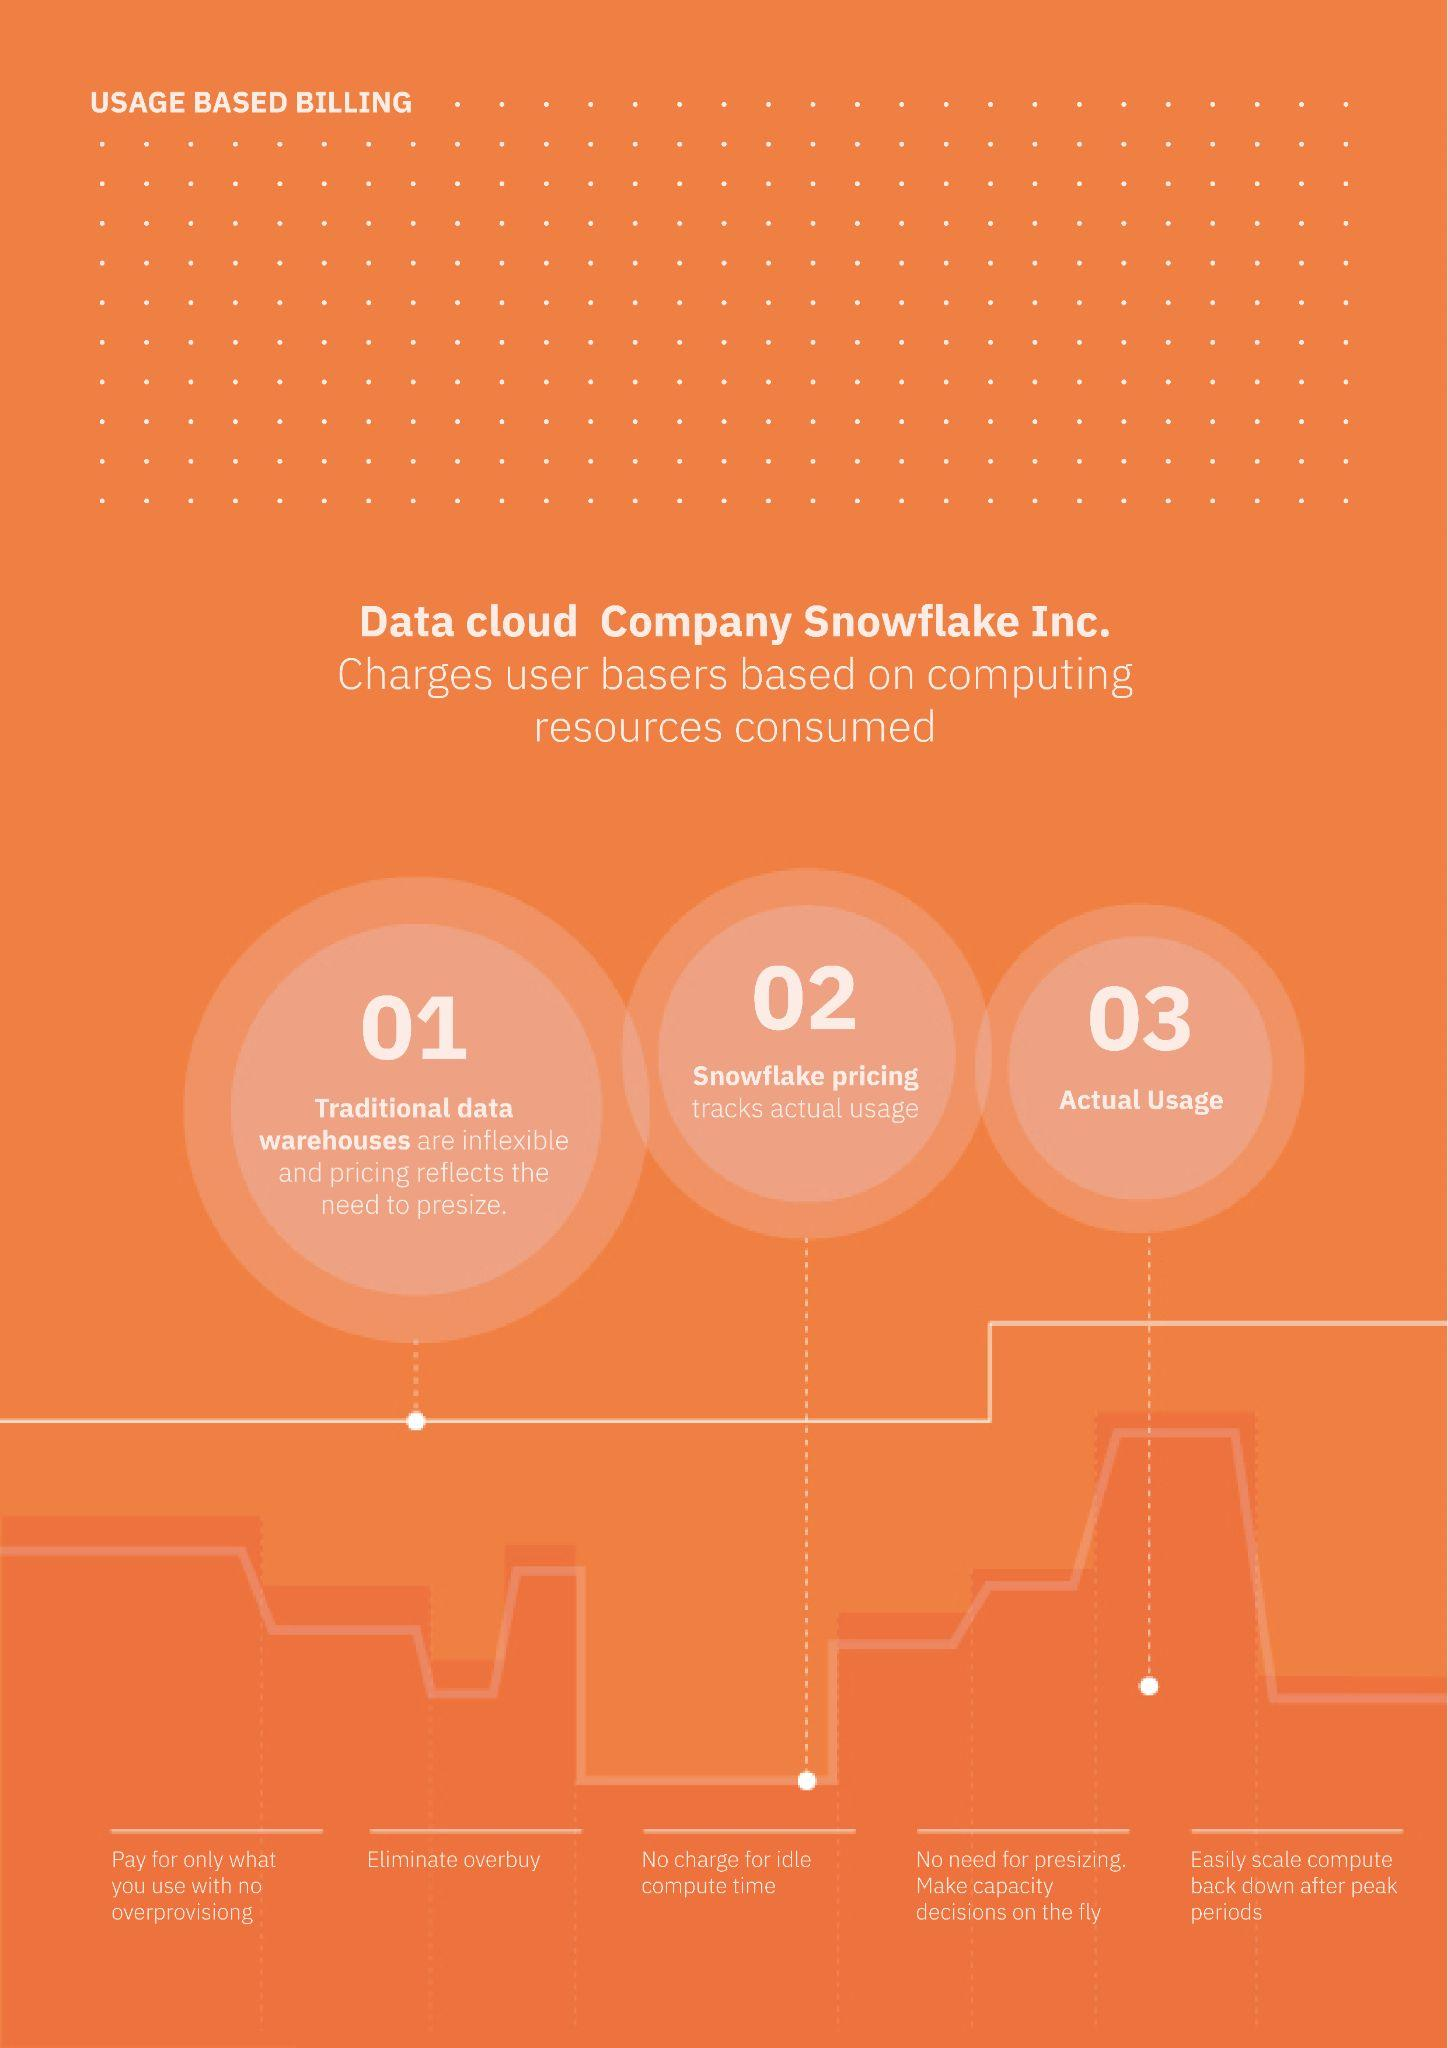 USAGE BASED BILLING
Data cloud  Company Snowflake Inc.
Charges user basers based on computing
resources consumed
01
Traditional data
warehouses are inflexible
and pricing reflects the
need to presize.
02
Snowflake pricing
tracks actual usage
03
Actual Usage
Pay for only what
you use with no
overprovisiong
Eliminate overbuy
No charge for idle
compute time
No need for presizing.
Make capacity
decisions on the fly
Easily scale compute
back down after peak
periods